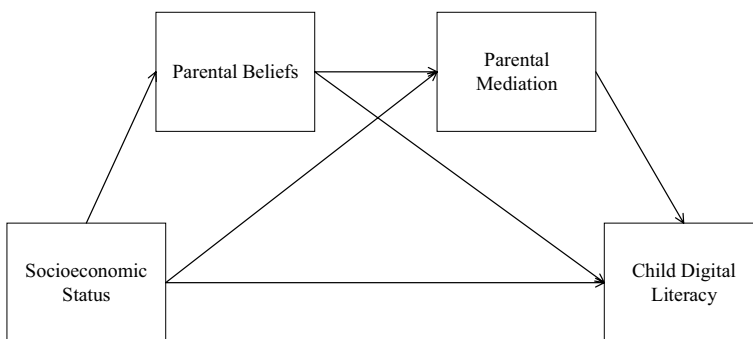 Parental Beliefs
Parental
Mediation
Socioeconomic
Status
Child Digital
Literacy